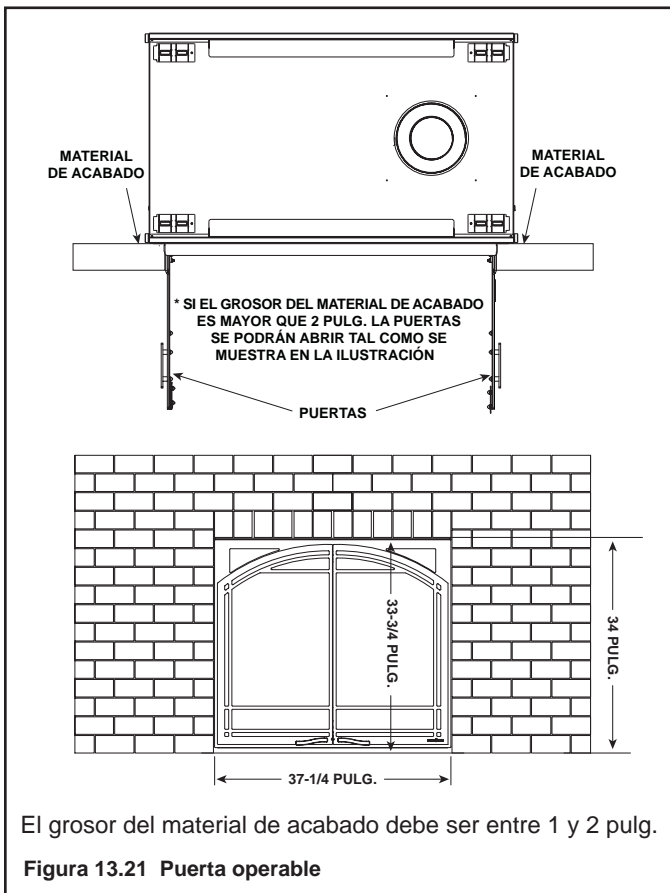 MATERIAL
DE ACABADO
MATERIAL
DE ACABADO
* SI EL GROSOR DEL MATERIAL DE ACABADO
ES MAYOR QUE 2 PULG. LA PUERTAS
SE PODRÁN ABRIR TAL COMO SE
MUESTRA EN LA ILUSTRACIÓN
PUERTAS
33-3/4 PULG.
34 PULG.
37-1/4 PULG.
El grosor del material de acabado debe ser entre 1 y 2 pulg.
Figura 13.21 Puerta operable